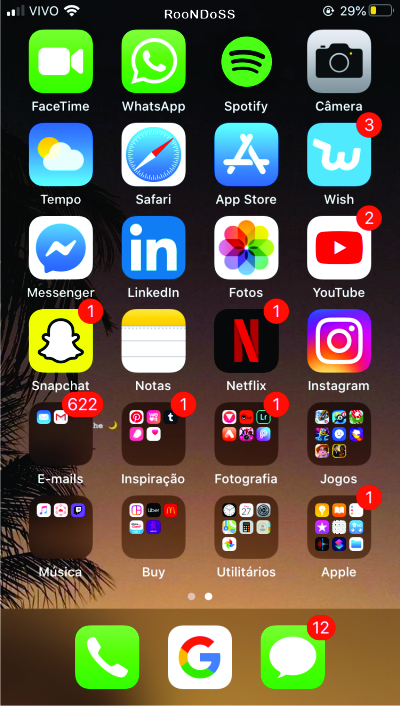 VIVO RooNDoSS 29%
FaceTime WhatsApp Spotify Câmera
3
Tempo Safari App Store Wish
2
in
Messenger LinkedIn Fotos YouTube
1 1
N
Snapchat Notas Netflix Instagram
622 1 1
E-mails Inspiração Fotografia Jogos
1
Música Buy Utilitários Apple
12
G